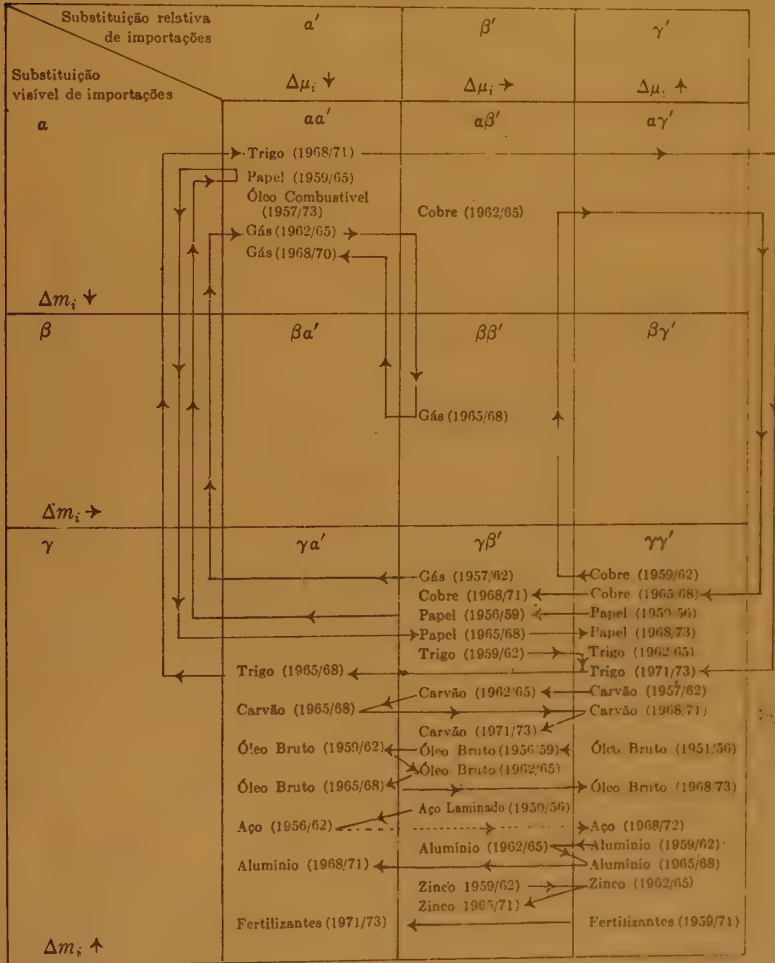 Substituição relativa
de importações
α′
β′
γ′
Substituição
visível de importações
Δμi ↓
Δμi →
Δμi ↑
α
αα′
αβ′
αγ′
Trigo (1968/71)
Papel (1959/65)
Óleo Combustível
(1957/73)
Cobre (1962/65)
Gás (1962/65)
Gás (1968/70)
Δmi ↓
β
βα′
ββ′
βγ′
Gás (1965/68)
Δmi →
γ
γα′
γβ′
γγ′
Gás (1957/62)
Cobre (1959/62)
Cobre (1968/71)
Cobre (1965/68)
Papel (1956/59)
Papel
Papel (1965/68)
Papel (1968/73)
Trigo (1959/62)
Trigo (1962/65)
Trigo (1965/68)
Trigo (1971/73)
Carvão (1962/65)
Carvão (1957/62)
Carvão (1965/68)
Carvão (1968/71)
Carvão (1971/73)
Óleo Bruto (1959/62)
Óleo Bruto (1956/59)
Óleo Bruto (1951/56)
Óleo Bruto (1962/65)
Óleo Bruto (1965/68)
Óleo Bruto (1968/73)
Aço Laminado (1950/56)
Aço (1956/62)
Aço (1968/72)
Alumínio (1962/65)
Alumínio (1959/62)
Alumínio (1968/71)
Alumínio (1965/68)
Zinco 1959/62)
Zinco (1962/65)
Zinco 1965/71)
Fertilizantes (1971/73)
Fertilizantes (1959/71)
Δmi ↑